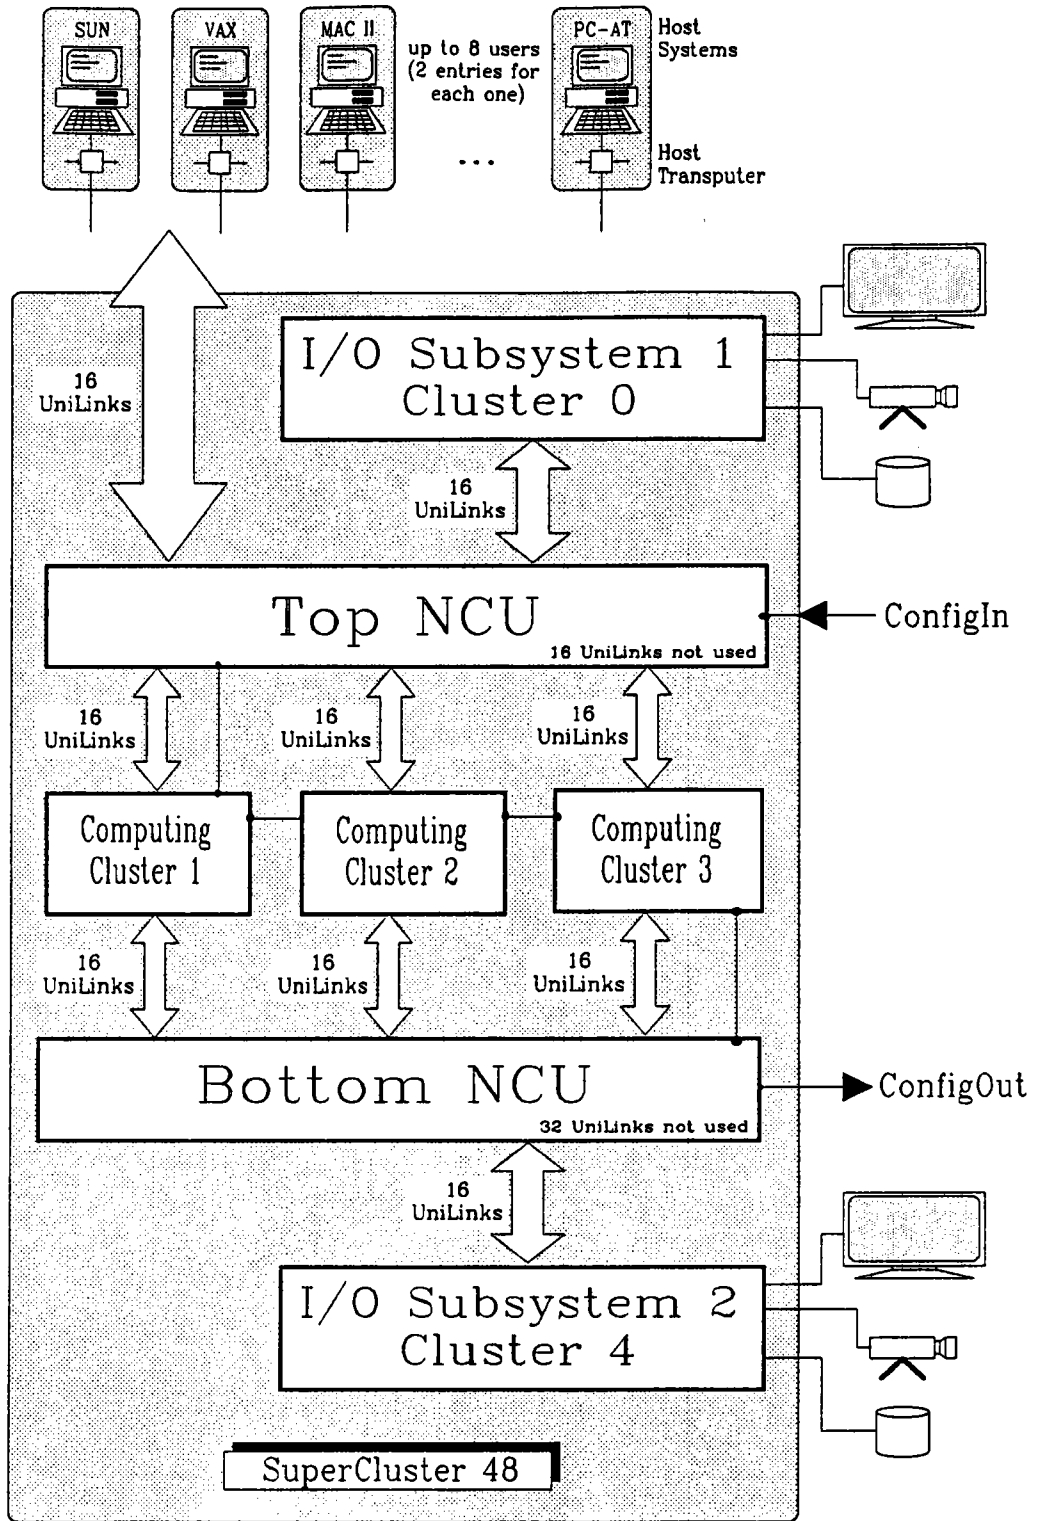 SUN
VAX
MAC II
up to 8 users
(2 entries for
each one)
PC-AT
Host
Systems
...
Host
Transputer
16
UniLinks
I/O Subsystem 1
Cluster 0
16
UniLinks
Top NCU
16 UniLinks not used
ConfigIn
16
UniLinks
16
UniLinks
16
UniLinks
Computing
Cluster 1
Computing
Cluster 2
Computing
Cluster 3
16
UniLinks
16
UniLinks
16
UniLinks
Bottom NCU
32 UniLinks not used
ConfigOut
16
UniLinks
I/O Subsystem 2
Cluster 4
SuperCluster 48